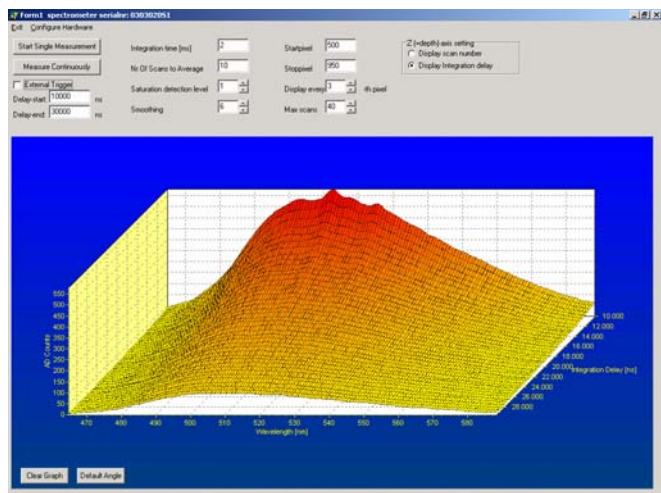 Form1 spectrometer serialnr: 030302051
Exit Configure Hardware
Start Single Measurement
Measure Continuously
External Trigger
Delay-start: 10000 ns
Delay-end: 30000 ns
Integration time [ms] 2
Nr Of Scans to Average 10
Saturation detection level 1
Smoothing 6
Startpixel 500
Stoppixel 950
Display every 3 th pixel
Max scans 40
Z (=depth) axis setting
Display scan number
Display Integration delay
550
500
450
400
350
300
250
200
150
100
50
0
AD Counts
470 480 490 500 510 520 530 540 550 560 570 580
Wavelength [nm]
10.000
12.000
14.000
16.000
18.000
20.000
22.000
24.000
26.000
28.000
Integration Delay [ns]
Clear Graph Default Angle